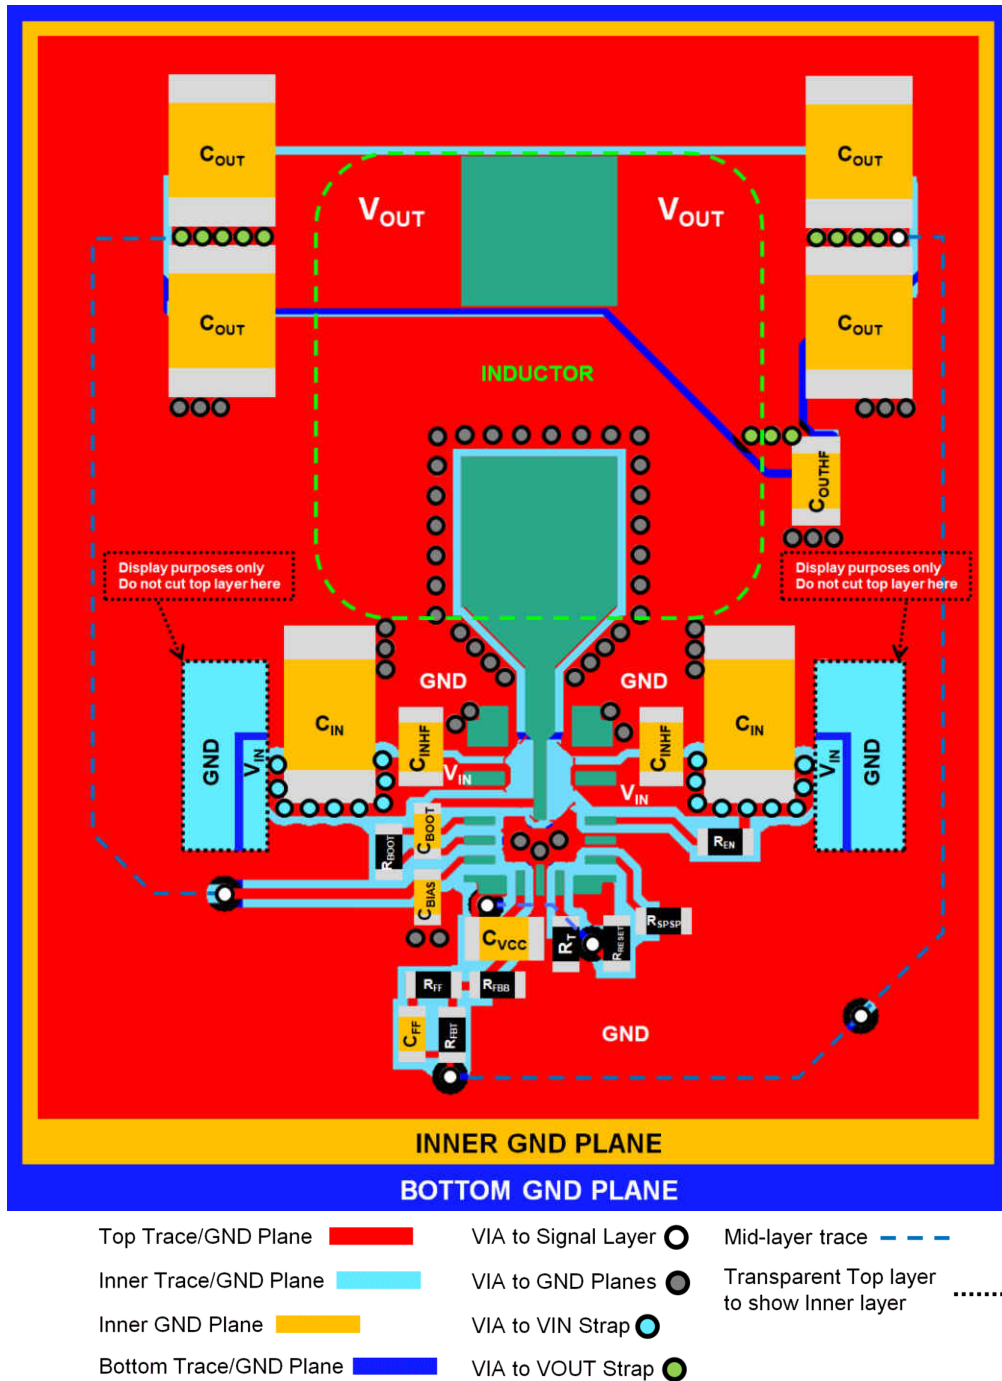 COUT
COUT
VOUT
VOUT
COUT
COUT
INDUCTOR
COUTHF
Display purposes only
Do not cut top layer here
Display purposes only
Do not cut top layer here
GND
GND
CIN
CIN
GND
VIN
CINHF
VIN
CINHF
VIN
VIN
GND
RBOOT
CBOOT
REN
CBIAS
CVCC
RT
RRESET
RSPSP
RFF
RFBB
CFF
RFBT
GND
INNER GND PLANE
BOTTOM GND PLANE
Top Trace/GND Plane
VIA to Signal Layer
Mid-layer trace
Inner Trace/GND Plane
VIA to GND Planes
Transparent Top layer
to show Inner layer
Inner GND Plane
VIA to VIN Strap
Bottom Trace/GND Plane
VIA to VOUT Strap